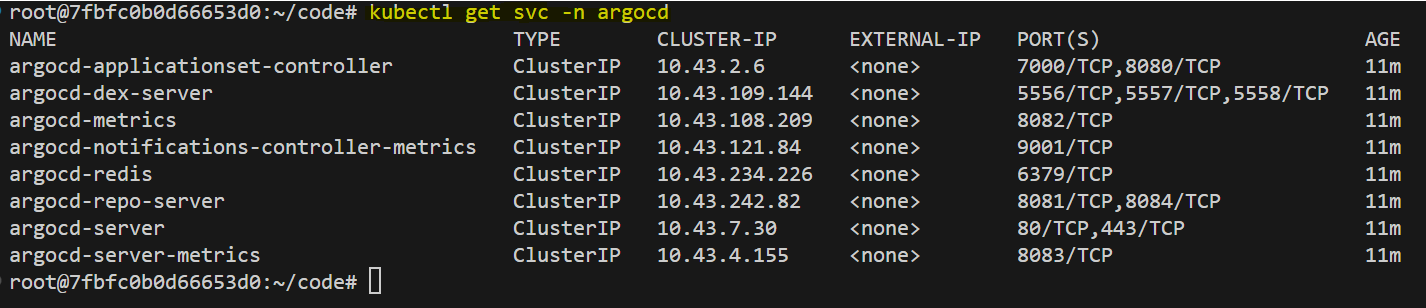 root@7fbfc0b0d66653d0:~/code# kubectl get svc -n argocd
NAME TYPE CLUSTER-IP EXTERNAL-IP PORT(S) AGE
argocd-applicationset-controller ClusterIP 10.43.2.6 <none> 7000/TCP,8080/TCP 11m
argocd-dex-server ClusterIP 10.43.109.144 <none> 5556/TCP,5557/TCP,5558/TCP 11m
argocd-metrics ClusterIP 10.43.108.209 <none> 8082/TCP 11m
argocd-notifications-controller-metrics ClusterIP 10.43.121.84 <none> 9001/TCP 11m
argocd-redis ClusterIP 10.43.234.226 <none> 6379/TCP 11m
argocd-repo-server ClusterIP 10.43.242.82 <none> 8081/TCP,8084/TCP 11m
argocd-server ClusterIP 10.43.7.30 <none> 80/TCP,443/TCP 11m
argocd-server-metrics ClusterIP 10.43.4.155 <none> 8083/TCP 11m
root@7fbfc0b0d66653d0:~/code#